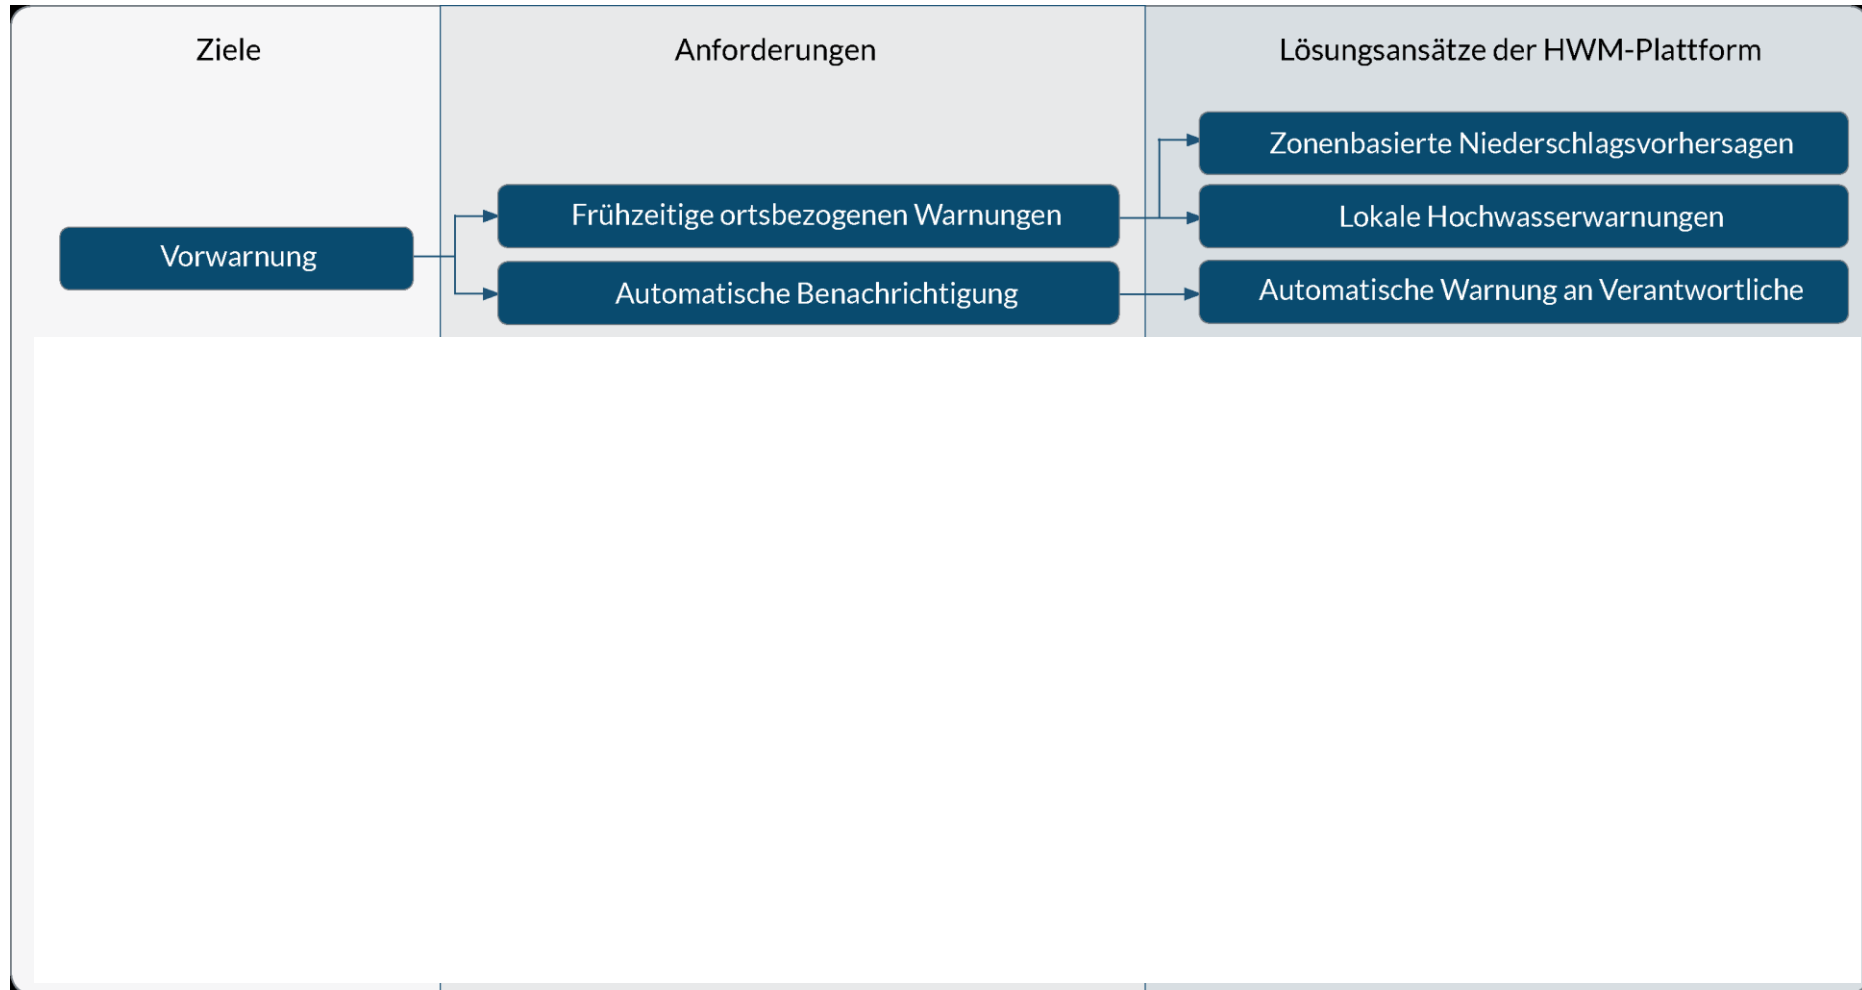 Ziele
Anforderungen
Lösungsansätze der HWM-Plattform
Vorwarnung
Frühzeitige ortsbezogenen Warnungen
Automatische Benachrichtigung
Zonenbasierte Niederschlagsvorhersagen
Lokale Hochwasserwarnungen
Automatische Warnung an Verantwortliche